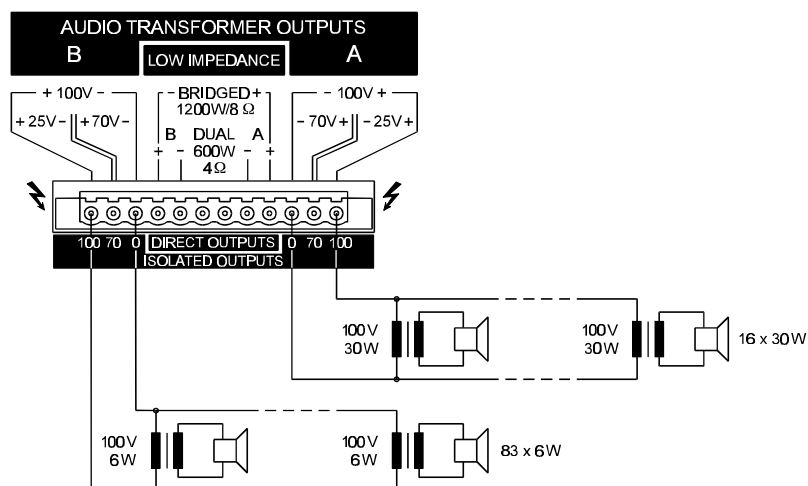 AUDIO TRANSFORMER OUTPUTS
B LOW IMPEDANCE A
+ 100V - - BRIDGED + - 100V +
1200W/8 Ω
+ 25V - + 70V - - 70V + - 25V +
B DUAL A
+ - 600W - +
4Ω
100 70 0 DIRECT OUTPUTS 0 70 100
ISOLATED OUTPUTS
100V
30W
100V
30W
16 x 30W
100V
6W
100V
6W
83 x 6W